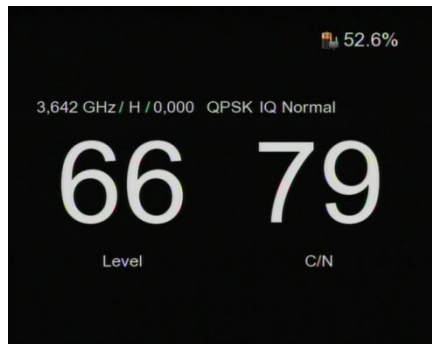 52.6%
3,642 GHz / H / 0,000 QPSK IQ Normal
66 79
Level C/N